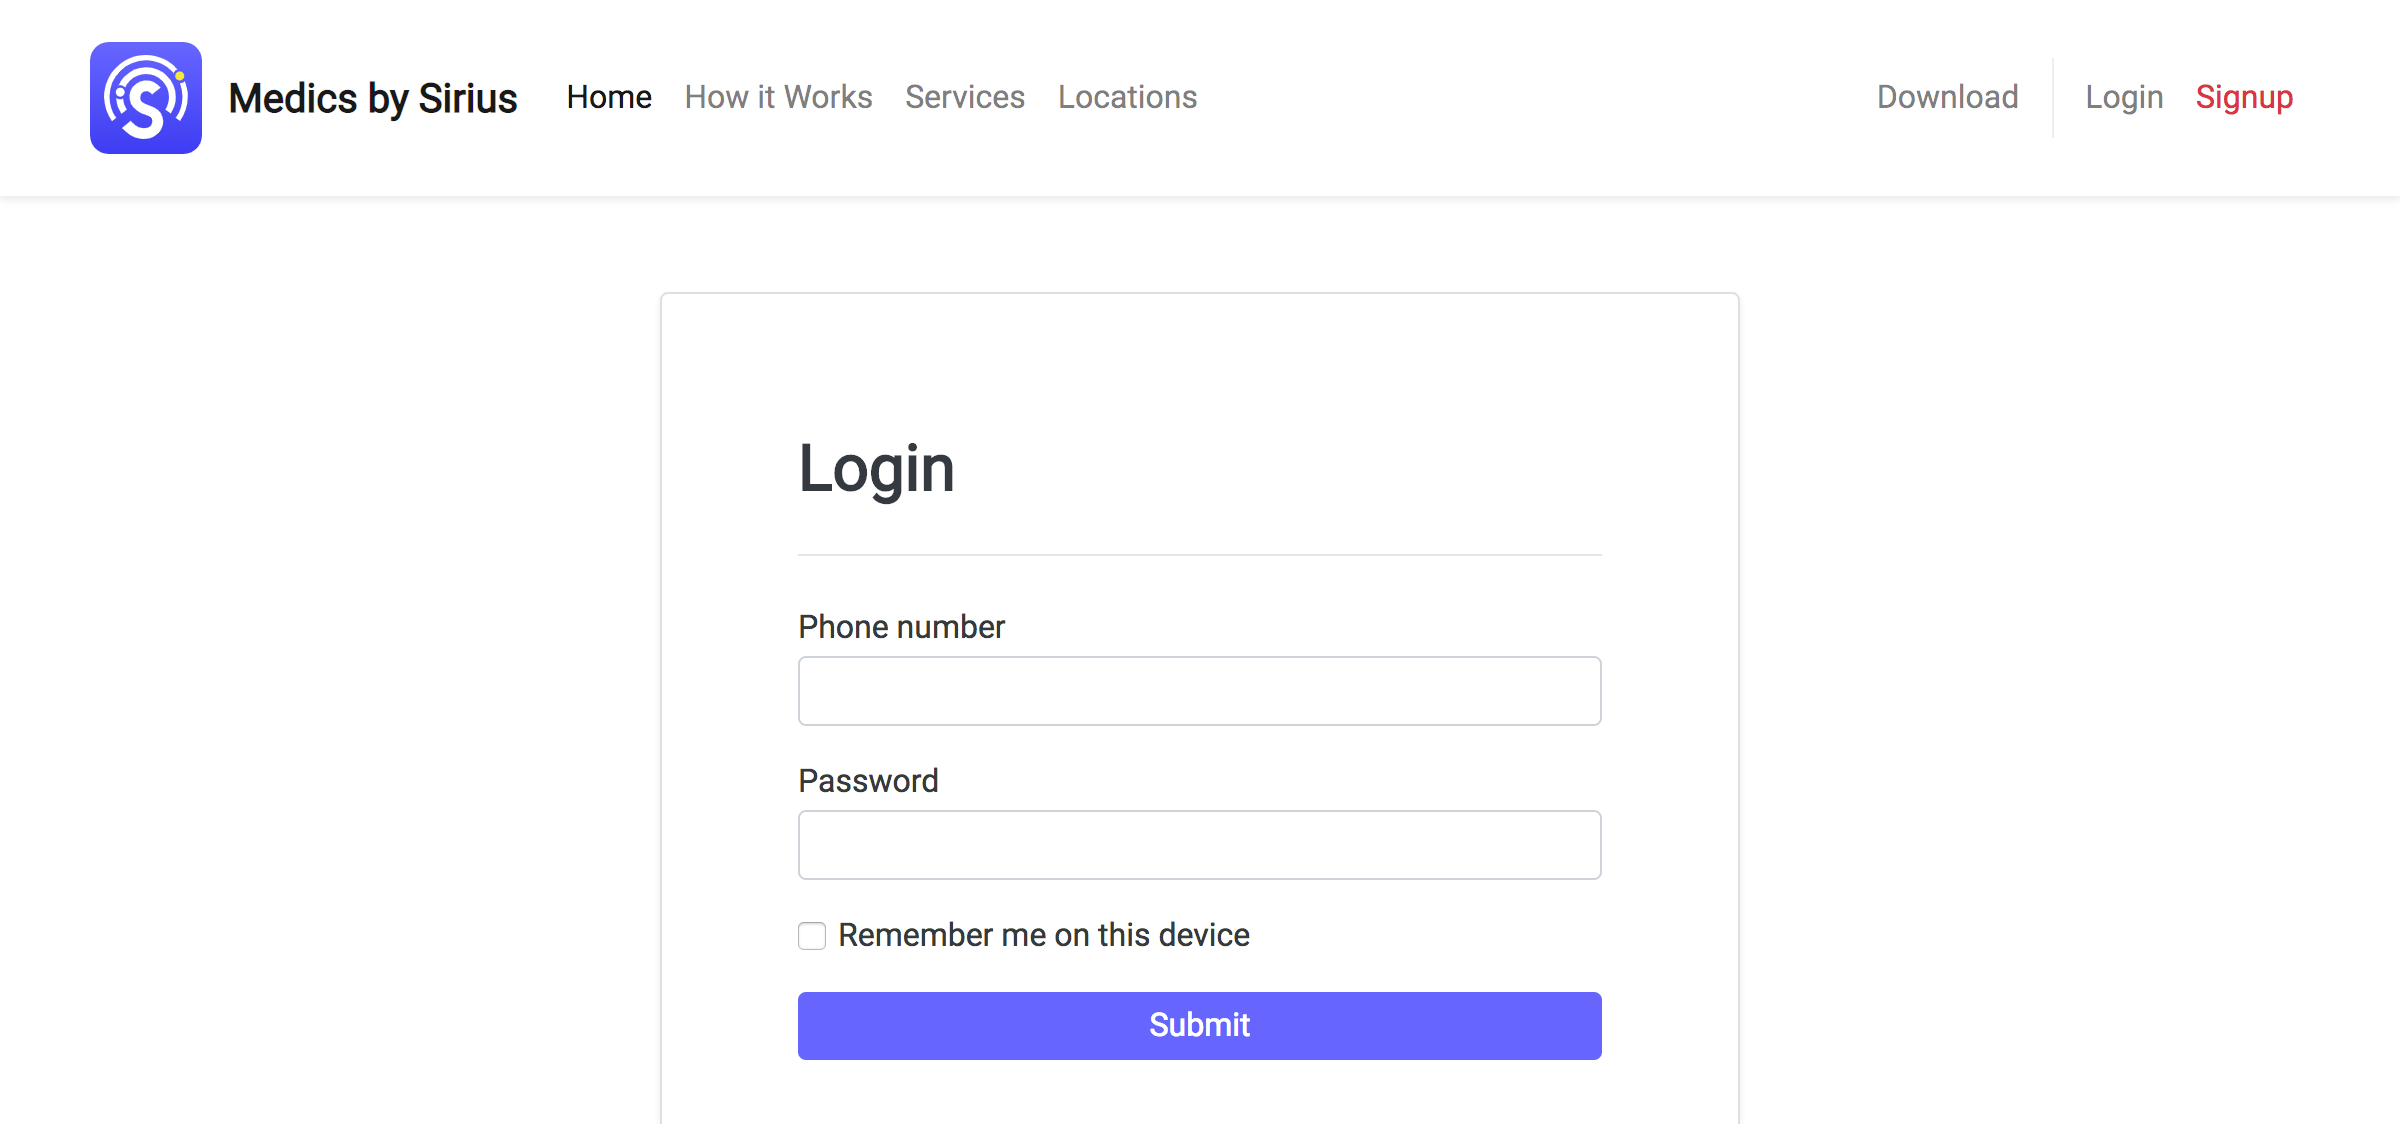 Medics by Sirius Home How it Works Services Locations Download Login Signup
Login
Phone number
Password
Remember me on this device
Submit